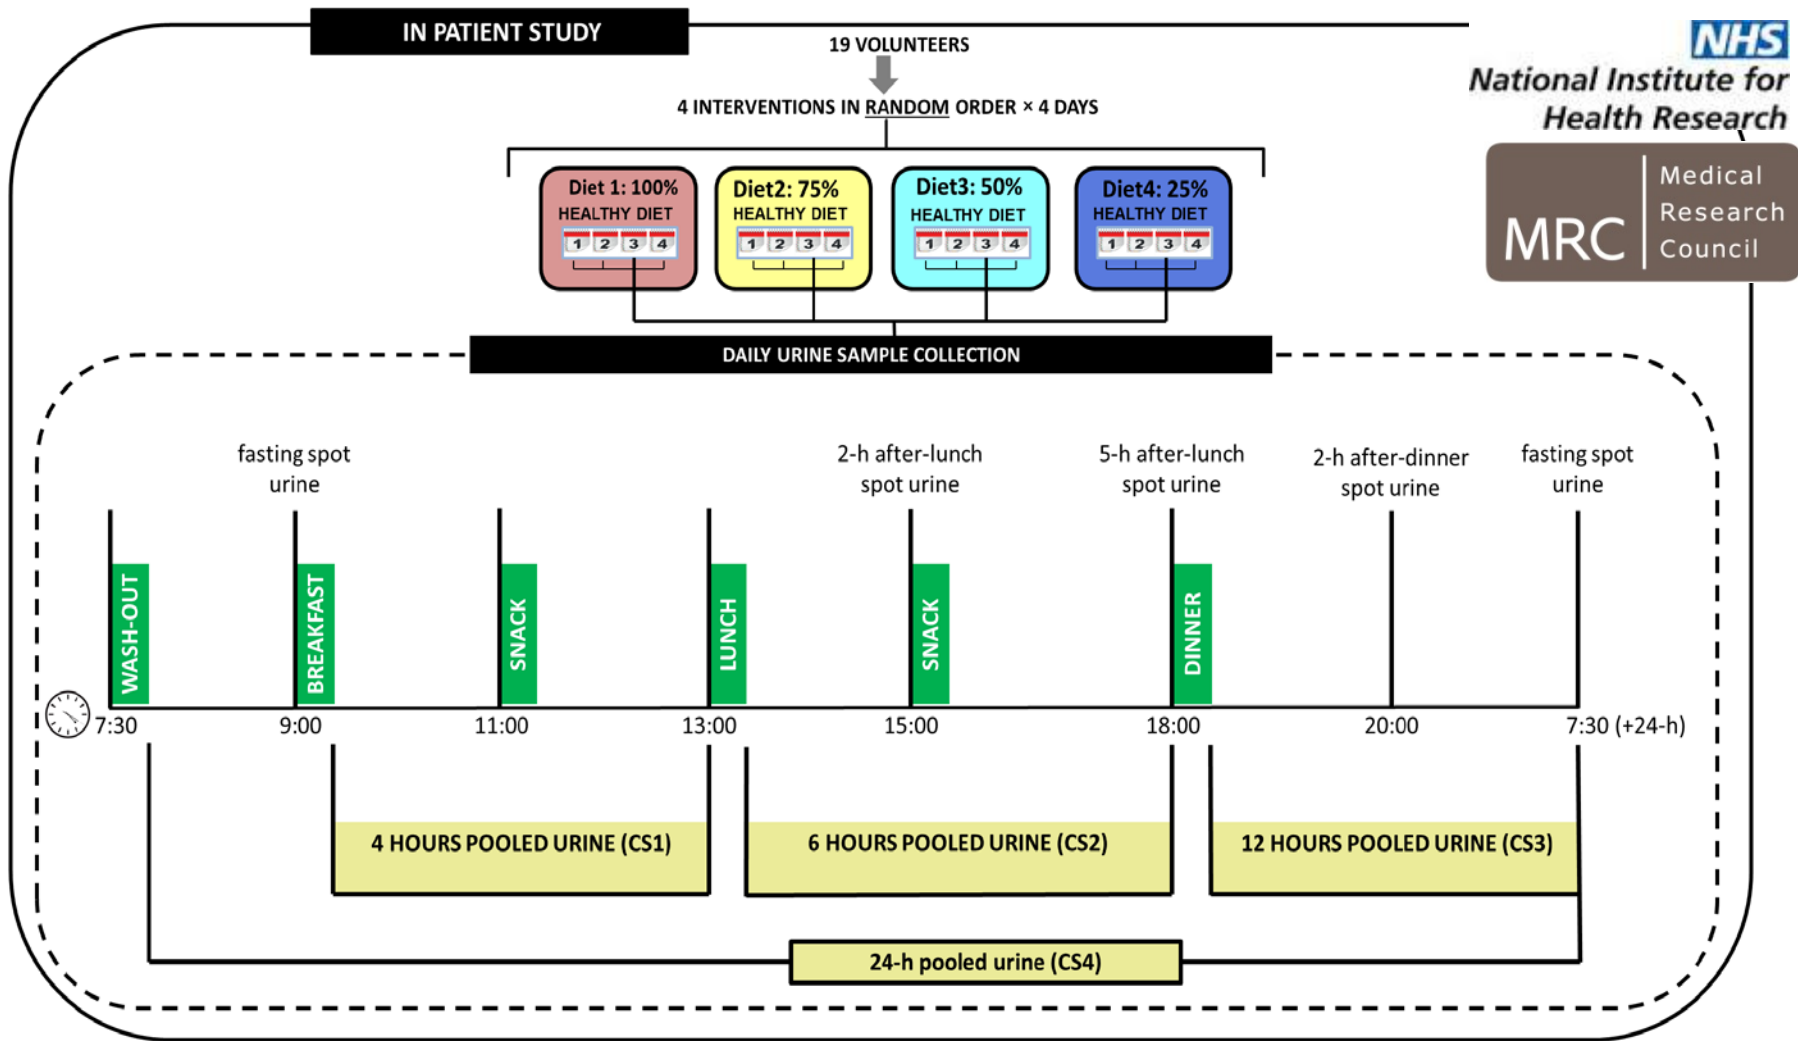 IN PATIENT STUDY
19 VOLUNTEERS
4 INTERVENTIONS IN RANDOM ORDER × 4 DAYS
NHS
National Institute for
Health Research
MRC
Medical
Research
Council
Diet 1: 100%
HEALTHY DIET
1 2 3 4
Diet2: 75%
HEALTHY DIET
1 2 3 4
Diet3: 50%
HEALTHY DIET
1 2 3 4
Diet4: 25%
HEALTHY DIET
1 2 3 4
DAILY URINE SAMPLE COLLECTION
fasting spot
urine
2-h after-lunch
spot urine
5-h after-lunch
spot urine
2-h after-dinner
spot urine
fasting spot
urine
WASH-OUT
BREAKFAST
SNACK
LUNCH
SNACK
DINNER
7:30
9:00
11:00
13:00
15:00
18:00
20:00
7:30 (+24-h)
4 HOURS POOLED URINE (CS1)
6 HOURS POOLED URINE (CS2)
12 HOURS POOLED URINE (CS3)
24-h pooled urine (CS4)